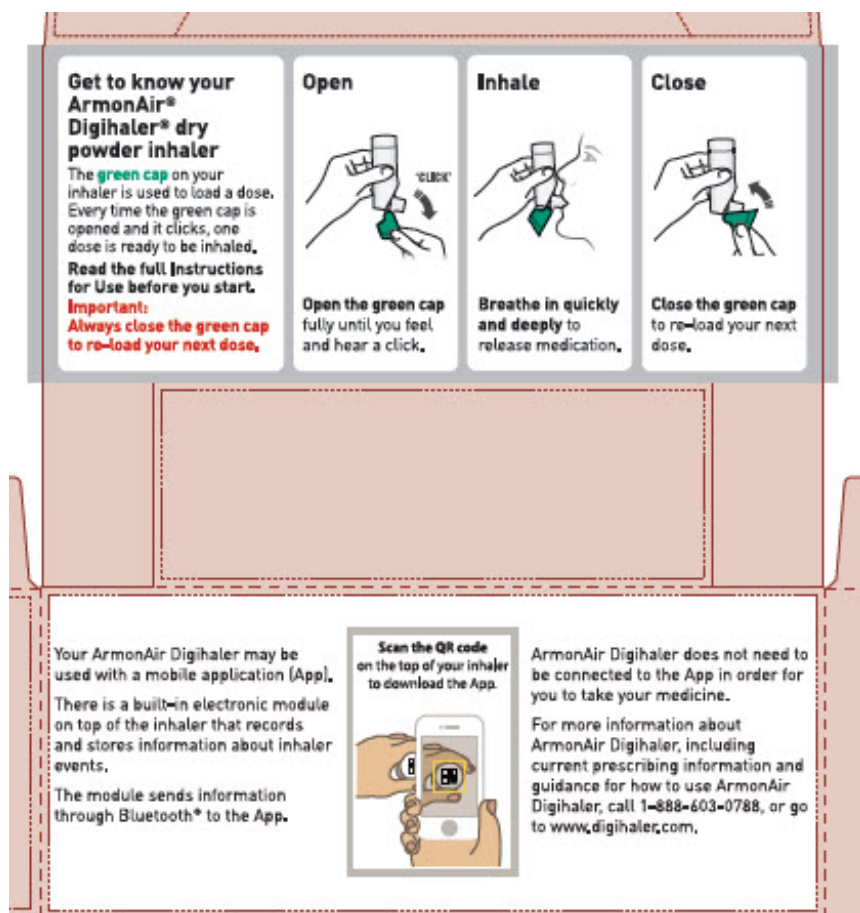 Get to know your
ArmonAir®
Digihaler® dry
powder inhaler
The green cap on your
inhaler is used to load a dose.
Every time the green cap is
opened and it clicks, one
dose is ready to be inhaled.
Read the full Instructions
for Use before you start.
Important:
Always close the green cap
to re-load your next dose.
Open
"CLICK"
Open the green cap
fully until you feel
and hear a click.
Inhale
Breathe in quickly
and deeply to
release medication.
Close
Close the green cap
to re-load your next
dose.
Your ArmonAir Digihaler may be
used with a mobile application (App).
There is a built-in electronic module
on top of the inhaler that records
and stores information about inhaler
events.
The module sends information
through Bluetooth® to the App.
Scan the QR code
on the top of your inhaler
to download the App.
ArmonAir Digihaler does not need to
be connected to the App in order for
you to take your medicine.
For more information about
ArmonAir Digihaler, including
current prescribing information and
guidance for how to use ArmonAir
Digihaler, call 1-888-603-0788, or go
to www.digihaler.com.